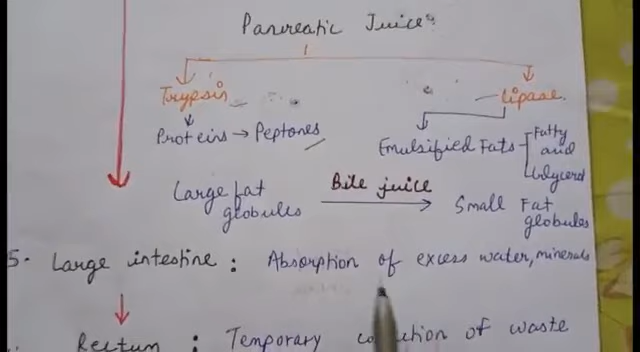 Pancreatic Juice
Trypsin
Lipase
Proteins → Peptones
Emulsified Fats
Fatty
and
Glycerol
Large fat
globules
Bile juice
Small Fat
globules
5. Large intestine : Absorption of excess water, minerals
Rectum : Temporary of waste